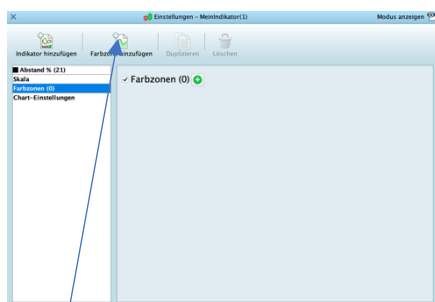 Einstellungen - MeinIndikator(1)
Modus anzeigen
Indikator hinzufügen
Farbzonen hinzufügen
Duplizieren
Löschen
Abstand % (21)
Skala
Farbzonen (0)
Chart-Einstellungen
Farbzonen (0)